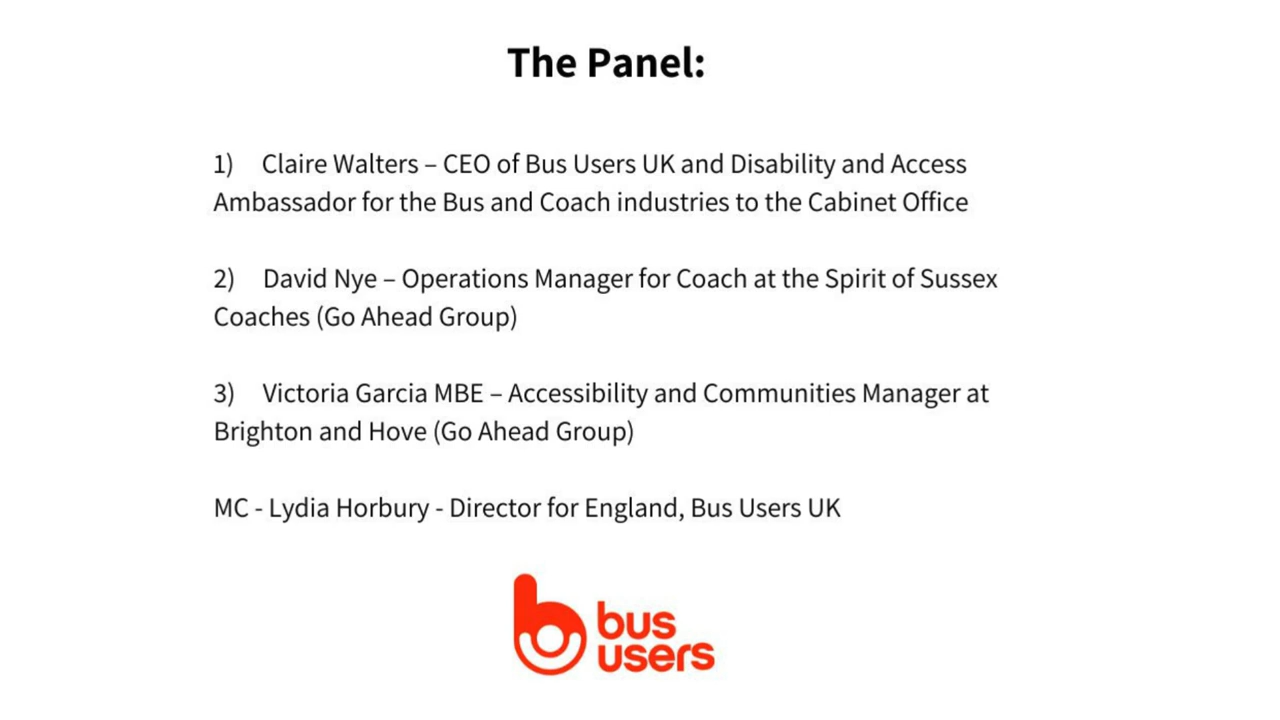 The Panel:
1) Claire Walters – CEO of Bus Users UK and Disability and Access
Ambassador for the Bus and Coach industries to the Cabinet Office
2) David Nye – Operations Manager for Coach at the Spirit of Sussex
Coaches (Go Ahead Group)
3) Victoria Garcia MBE – Accessibility and Communities Manager at
Brighton and Hove (Go Ahead Group)
MC - Lydia Horbury - Director for England, Bus Users UK
bus
users